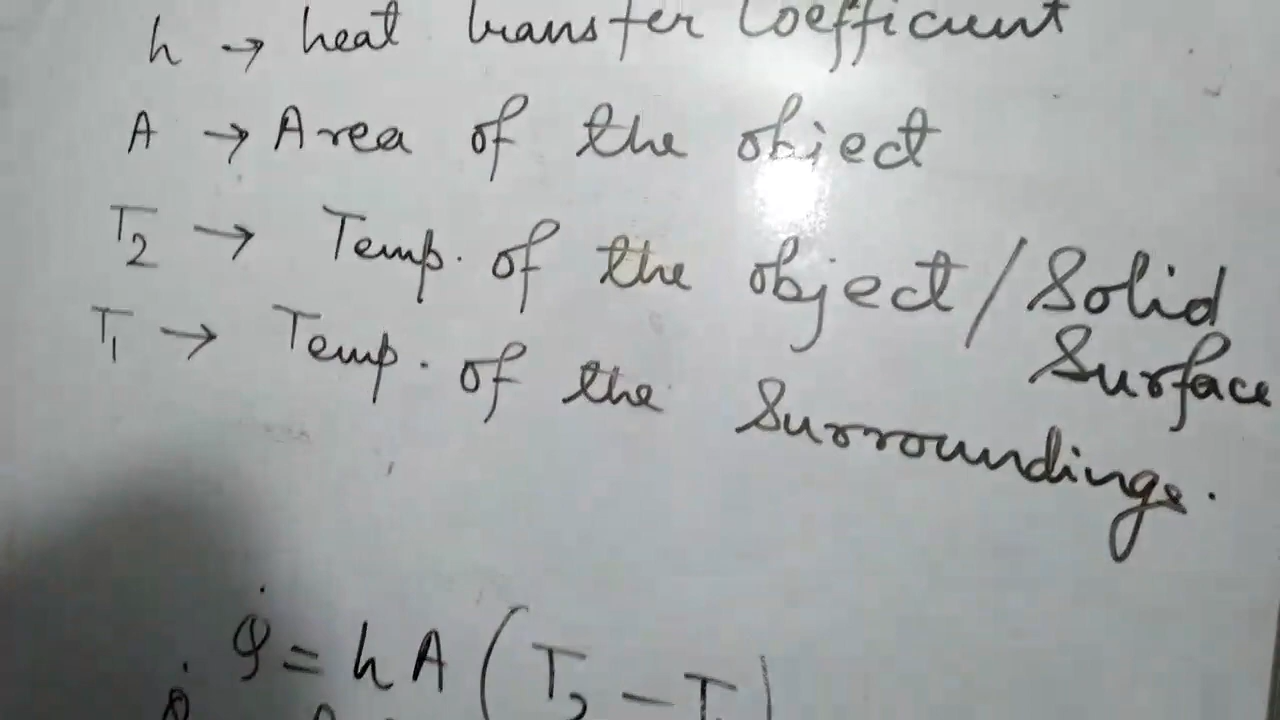 h → heat transfer Coefficient
A → Area of the object
T₂ → Temp. of the object/Solid
Surface
T₁ → Temp. of the Surroundings.
Q̇ = hA (T₂ - T₁)